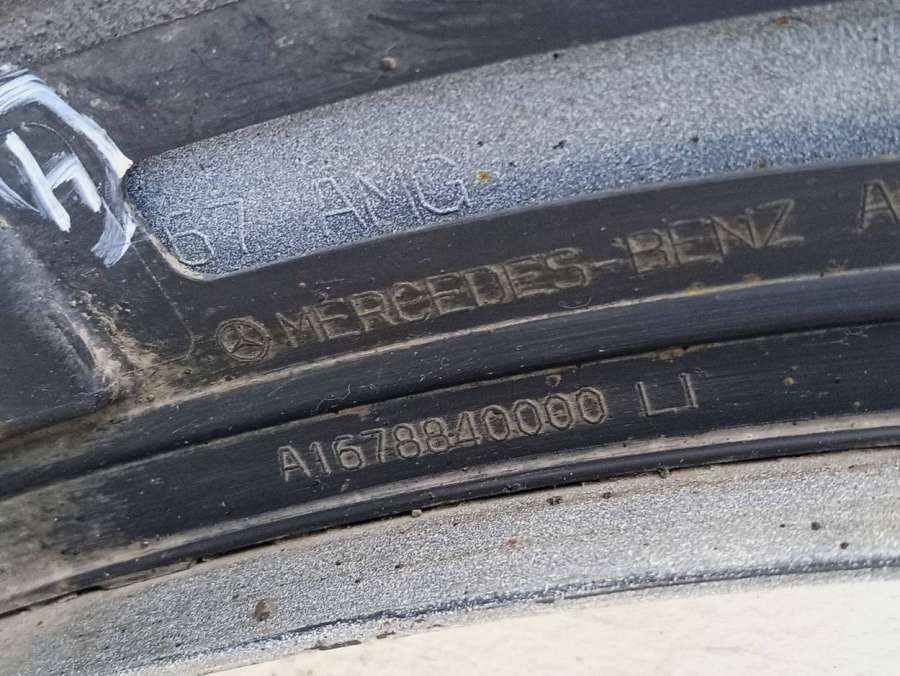 H
67 AMG
MERCEDES-BENZ A
A1678840000 LI